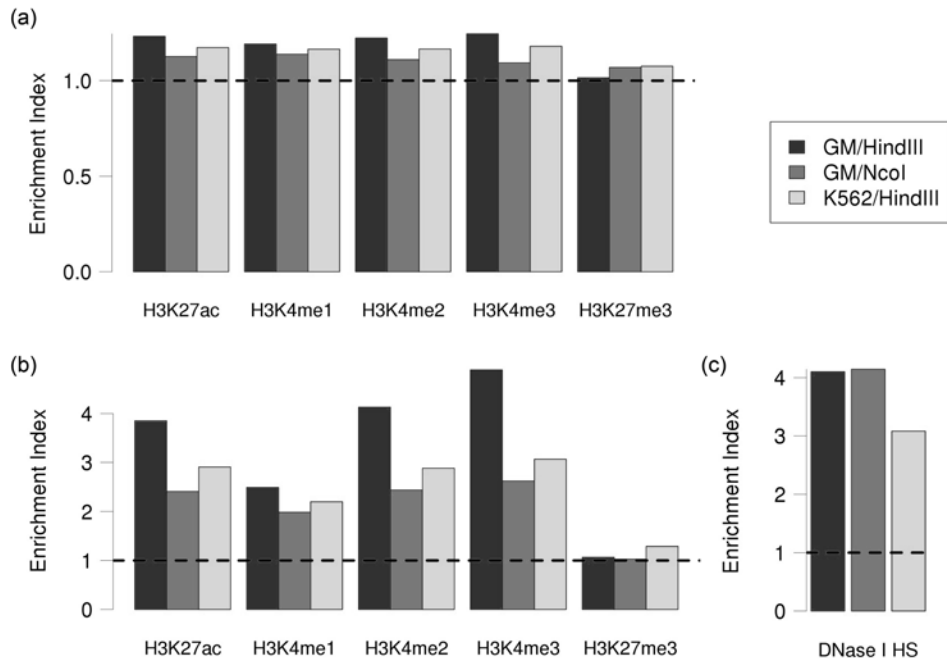 (a)
Enrichment Index
1.0
0.5
0.0
H3K27ac H3K4me1 H3K4me2 H3K4me3 H3K27me3
GM/HindIII
GM/NcoI
K562/HindIII
(b)
Enrichment Index
4
3
2
1
0
H3K27ac H3K4me1 H3K4me2 H3K4me3 H3K27me3
(c)
Enrichment Index
4
3
2
1
0
DNase I HS